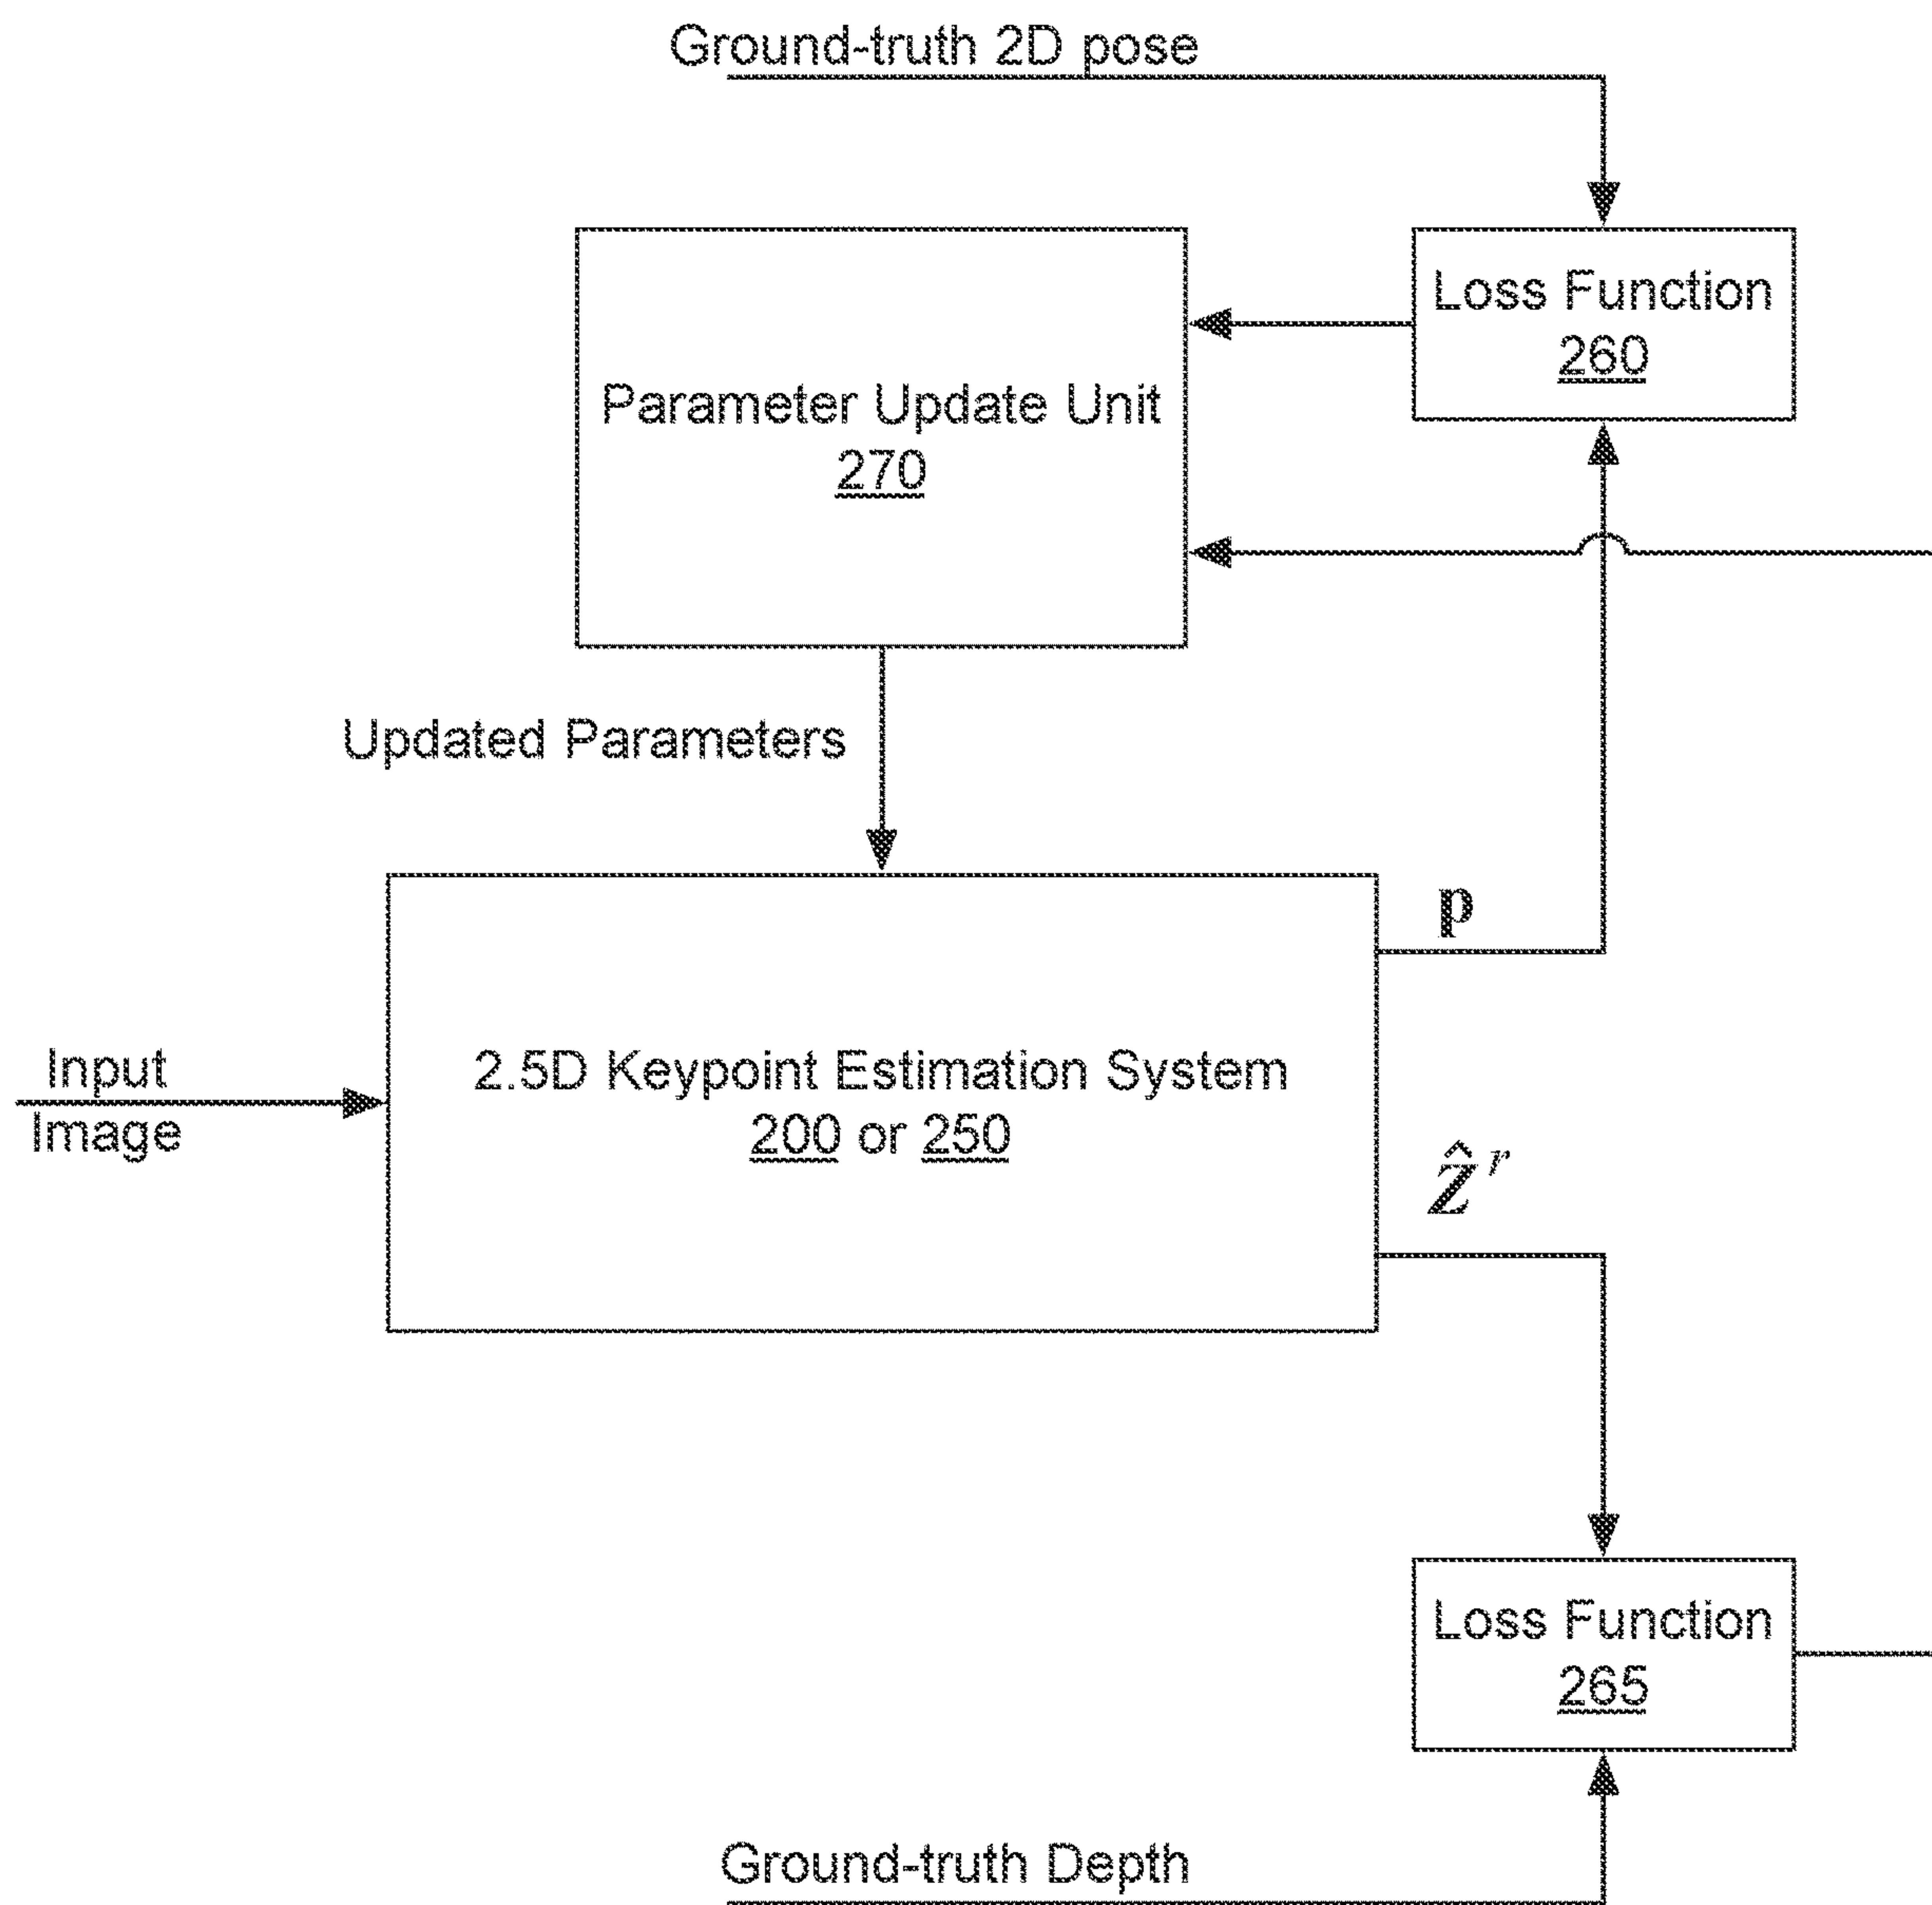 Ground-truth 2D pose
Loss Function
260
Parameter Update Unit
270
Updated Parameters
p
Input
Image
2.5D Keypoint Estimation System
200 or 250
Ẑ r
Loss Function
265
Ground-truth Depth